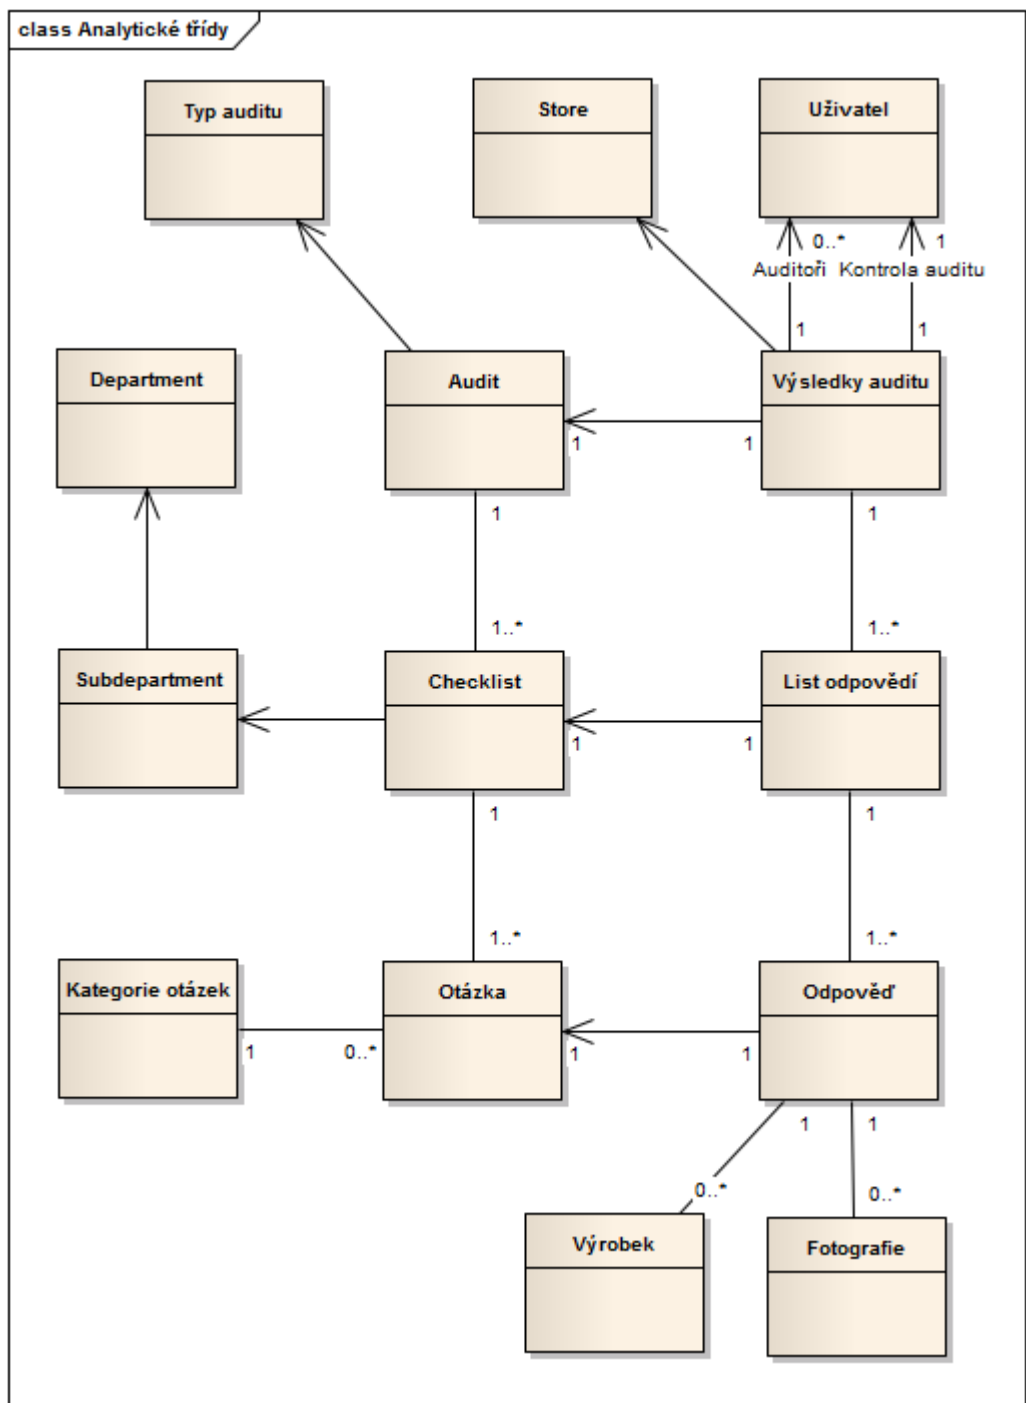 class Analytické třídy
Typ auditu
Store
Uživatel
0..*
1
Auditoři
Kontrola auditu
1
1
Department
Audit
Výsledky auditu
1
1
1
1
1..*
1..*
Subdepartment
Checklist
List odpovědí
1
1
1
1
1..*
1..*
Kategorie otázek
Otázka
Odpověď
1
0..*
1
1
1
1
0..*
0..*
Výrobek
Fotografie